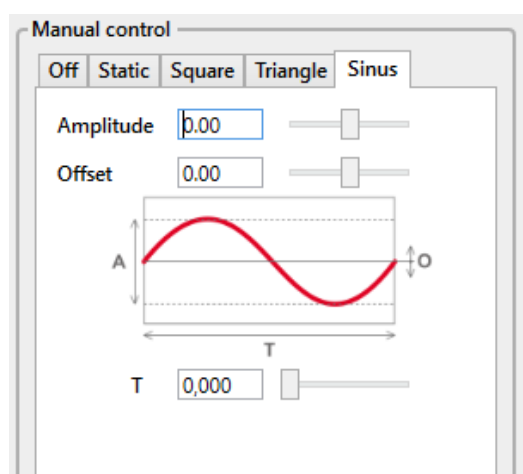 Manual control
Off Static Square Triangle Sinus
Amplitude 0.00
Offset 0.00
A O
T
T 0,000